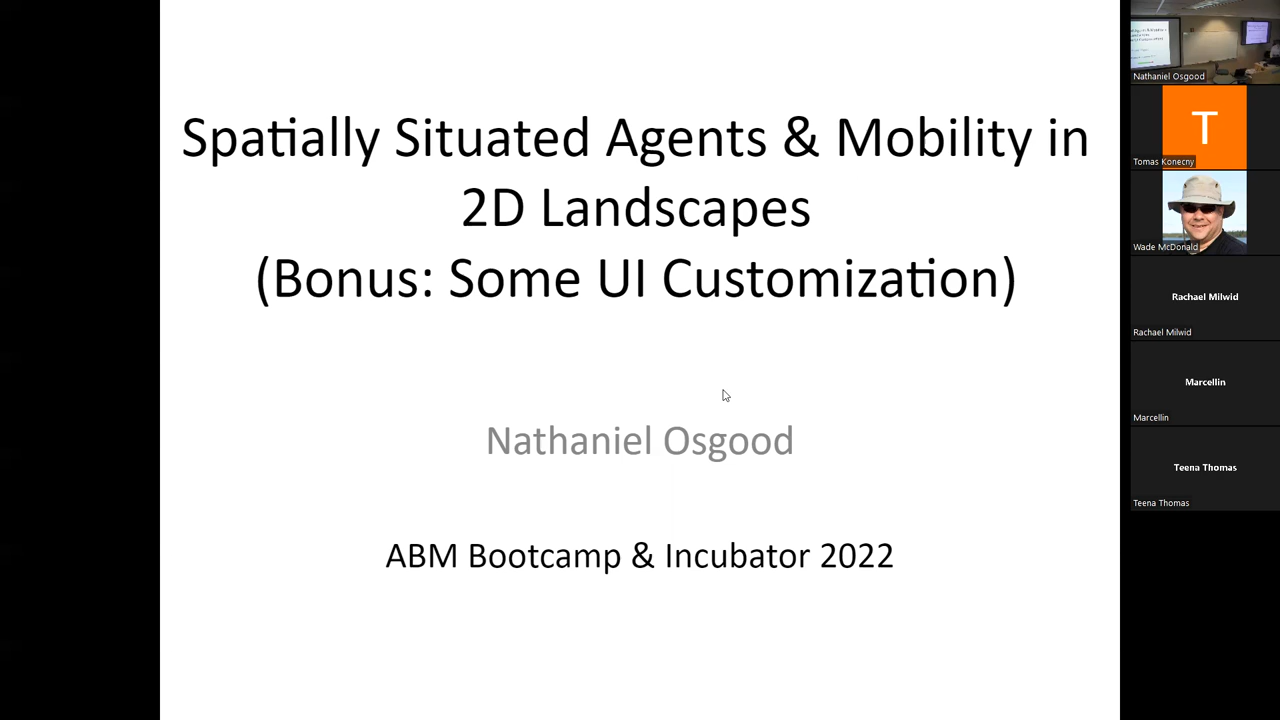 Spatially Situated Agents & Mobility in
2D Landscapes
(Bonus: Some UI Customization)
Nathaniel Osgood
ABM Bootcamp & Incubator 2022
Nathaniel Osgood
T
Tomas Konecny
Wade McDonald
Rachael Milwid
Rachael Milwid
Marcellin
Marcellin
Teena Thomas
Teena Thomas